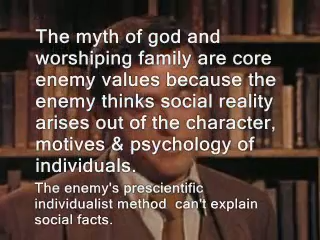 The myth of god and
worshiping family are core
enemy values because the
enemy thinks social reality
arises out of the character,
motives & psychology of
individuals.
The enemy's prescientific
individualist method  can't explain
social facts.